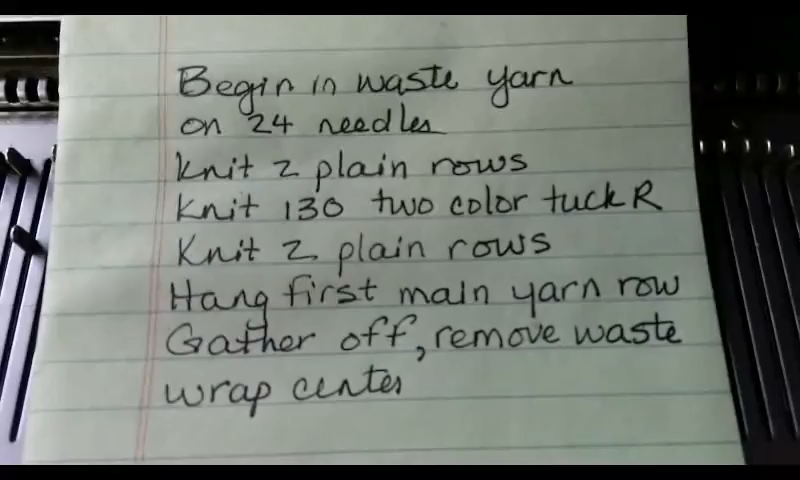 Begin in waste yarn
on 24 needles
Knit 2 plain rows
Knit 130 two color tuck R
Knit 2 plain rows
Hang first main yarn row
Gather off, remove waste
wrap center